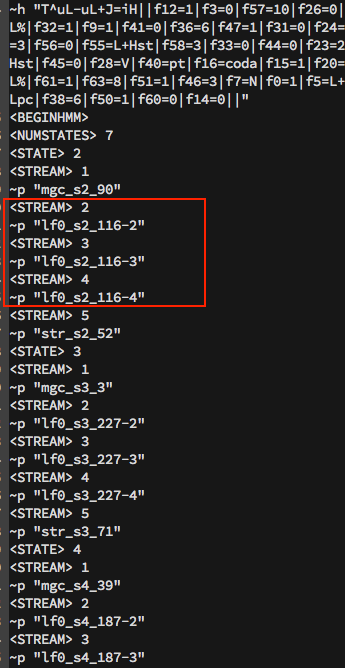 ~h "T^uL-uL+J=iH||f12=1|f3=0|f57=10|f26=0|
L%|f32=1|f9=1|f41=0|f36=6|f47=1|f31=0|f24=
=3|f56=0|f55=L+Hst|f58=3|f33=0|f44=0|f23=2
Hst|f45=0|f28=V|f40=pt|f16=coda|f15=1|f20=
L%|f61=1|f63=8|f51=1|f46=3|f7=N|f0=1|f5=L+
Lpc|f38=6|f50=1|f60=0|f14=0||"
<BEGINHMM>
<NUMSTATES> 7
<STATE> 2
<STREAM> 1
~p "mgc_s2_90"
<STREAM> 2
~p "lf0_s2_116-2"
<STREAM> 3
~p "lf0_s2_116-3"
<STREAM> 4
~p "lf0_s2_116-4"
<STREAM> 5
~p "str_s2_52"
<STATE> 3
<STREAM> 1
~p "mgc_s3_3"
<STREAM> 2
~p "lf0_s3_227-2"
<STREAM> 3
~p "lf0_s3_227-3"
<STREAM> 4
~p "lf0_s3_227-4"
<STREAM> 5
~p "str_s3_71"
<STATE> 4
<STREAM> 1
~p "mgc_s4_39"
<STREAM> 2
~p "lf0_s4_187-2"
<STREAM> 3
~p "lf0_s4_187-3"